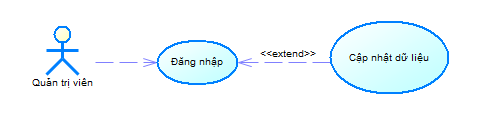 <<extend>>
Đăng nhập
Cập nhật dữ liệu
Quản trị viên